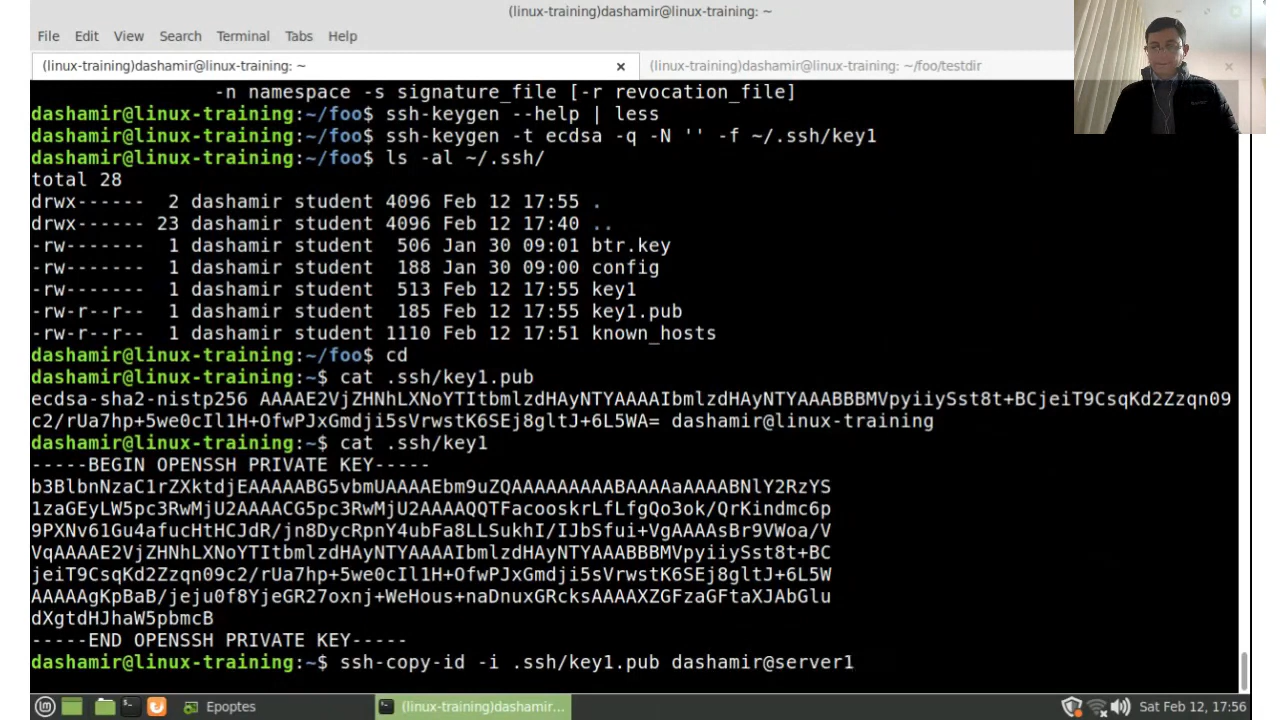 (linux-training)dashamir@linux-training: ~
File Edit View Search Terminal Tabs Help
(linux-training)dashamir@linux-training: ~ x (linux-training)dashamir@linux-training: ~/foo/testdir x
-n namespace -s signature_file [-r revocation_file]
dashamir@linux-training:~/foo$ ssh-keygen --help | less
dashamir@linux-training:~/foo$ ssh-keygen -t ecdsa -q -N '' -f ~/.ssh/key1
dashamir@linux-training:~/foo$ ls -al ~/.ssh/
total 28
drwx------ 2 dashamir student 4096 Feb 12 17:55 .
drwx------ 23 dashamir student 4096 Feb 12 17:40 ..
-rw------- 1 dashamir student 506 Jan 30 09:01 btr.key
-rw------- 1 dashamir student 188 Jan 30 09:00 config
-rw------- 1 dashamir student 513 Feb 12 17:55 key1
-rw-r--r-- 1 dashamir student 185 Feb 12 17:55 key1.pub
-rw-r--r-- 1 dashamir student 1110 Feb 12 17:51 known_hosts
dashamir@linux-training:~/foo$ cd
dashamir@linux-training:~$ cat .ssh/key1.pub
ecdsa-sha2-nistp256 AAAAE2VjZHNhLXNoYTItbmlzdHAyNTYAAAAIbmlzdHAyNTYAAABBBMVpyiiySst8t+BCjeiT9CsqKd2Zzqn09
c2/rUa7hp+5we0cIl1H+OfwPJxGmdji5sVrwstK6SEj8gltJ+6L5WA= dashamir@linux-training
dashamir@linux-training:~$ cat .ssh/key1
-----BEGIN OPENSSH PRIVATE KEY-----
b3BlbnNzaC1rZXktdjEAAAAABG5vbmUAAAAEbm9uZQAAAAAAAAABAAAAaAAAABNlY2RzYS
1zaGEyLW5pc3RwMjU2AAAACG5pc3RwMjU2AAAAQQTFacooskrLfLfgQo3ok/QrKindmc6p
9PXNv61Gu4afucHtHCJdR/jn8DycRpnY4ubFa8LLSukhI/IJbSfui+VgAAAAsBr9VWoa/V
VqAAAAE2VjZHNhLXNoYTItbmlzdHAyNTYAAAAIbmlzdHAyNTYAAABBBMVpyiiySst8t+BC
jeiT9CsqKd2Zzqn09c2/rUa7hp+5we0cIl1H+OfwPJxGmdji5sVrwstK6SEj8gltJ+6L5W
AAAAAgKpBaB/jeju0f8YjeGR27oxnj+WeHous+naDnuxGRcksAAAAXZGFzaGFtaXJAbGlu
dXgtdHJhaW5pbmcB
-----END OPENSSH PRIVATE KEY-----
dashamir@linux-training:~$ ssh-copy-id -i .ssh/key1.pub dashamir@server1
Epoptes (linux-training)dashamir... Sat Feb 12, 17:56